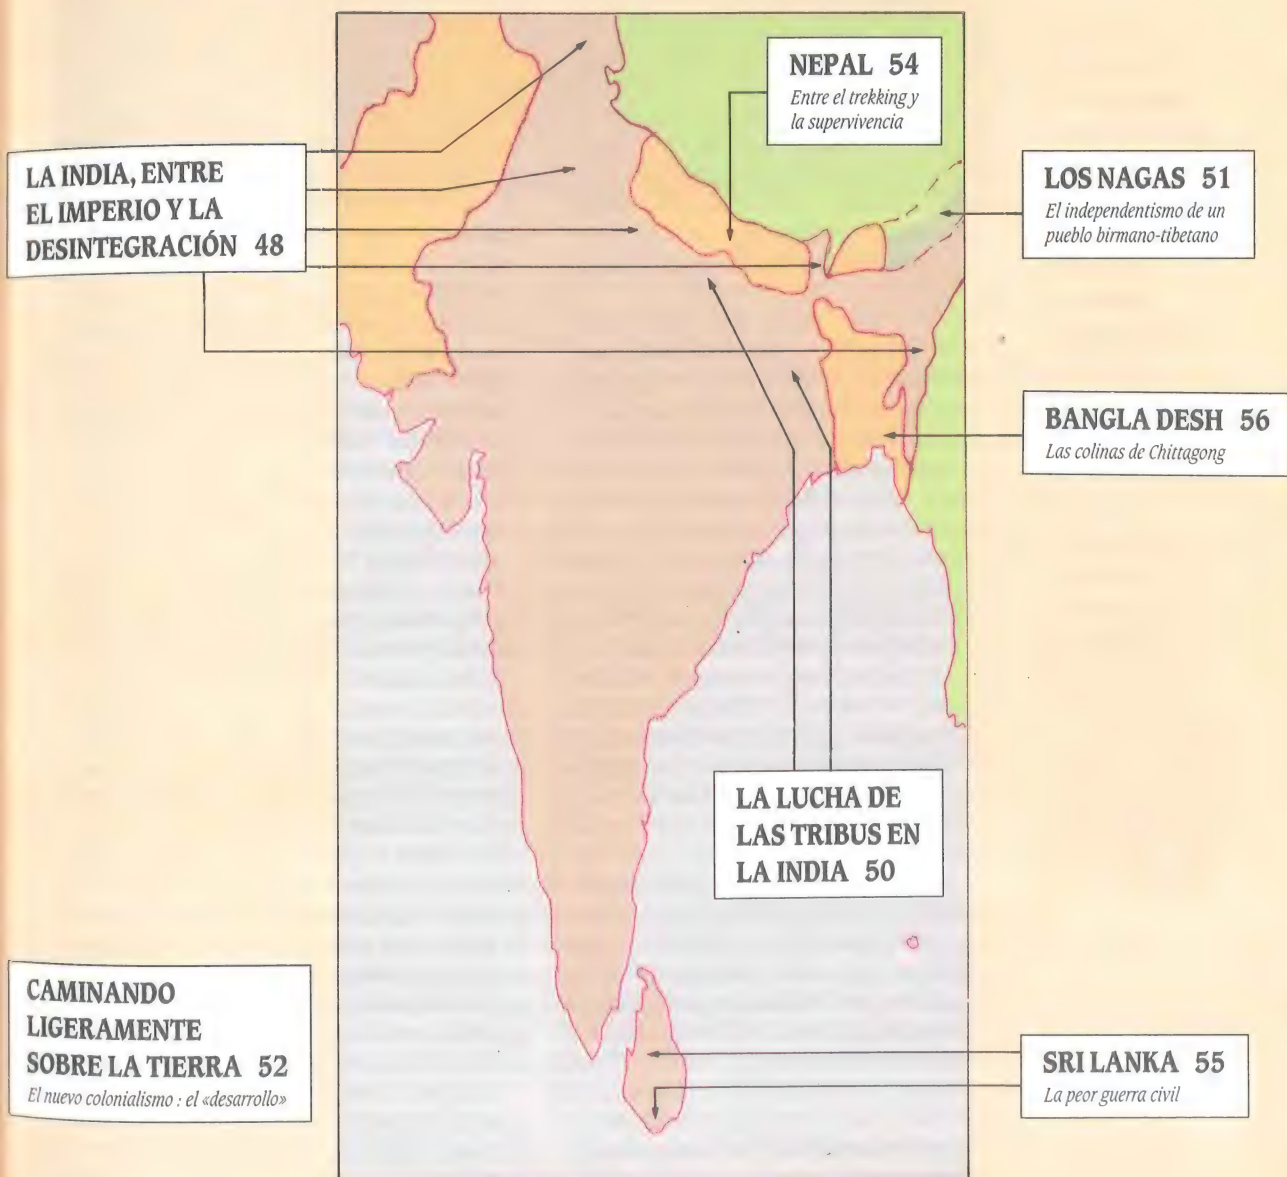 NEPAL 54
Entre el trekking y
la supervivencia
LA INDIA, ENTRE
EL IMPERIO Y LA
DESINTEGRACIÓN 48
LOS NAGAS 51
El independentismo de un
pueblo birmano-tibetano
BANGLA DESH 56
Las colinas de Chittagong
LA LUCHA DE
LAS TRIBUS EN
LA INDIA 50
CAMINANDO
LIGERAMENTE
SOBRE LA TIERRA 52
El nuevo colonialismo : el «desarrollo»
SRI LANKA 55
La peor guerra civil